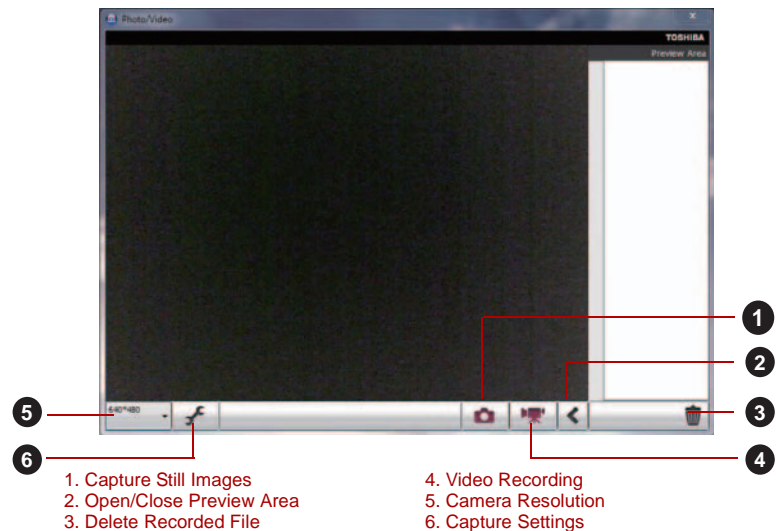 Photo/Video
x
TOSHIBA
Preview Area
1
2
5
640*480
3
6
4
1. Capture Still Images
2. Open/Close Preview Area
3. Delete Recorded File
4. Video Recording
5. Camera Resolution
6. Capture Settings